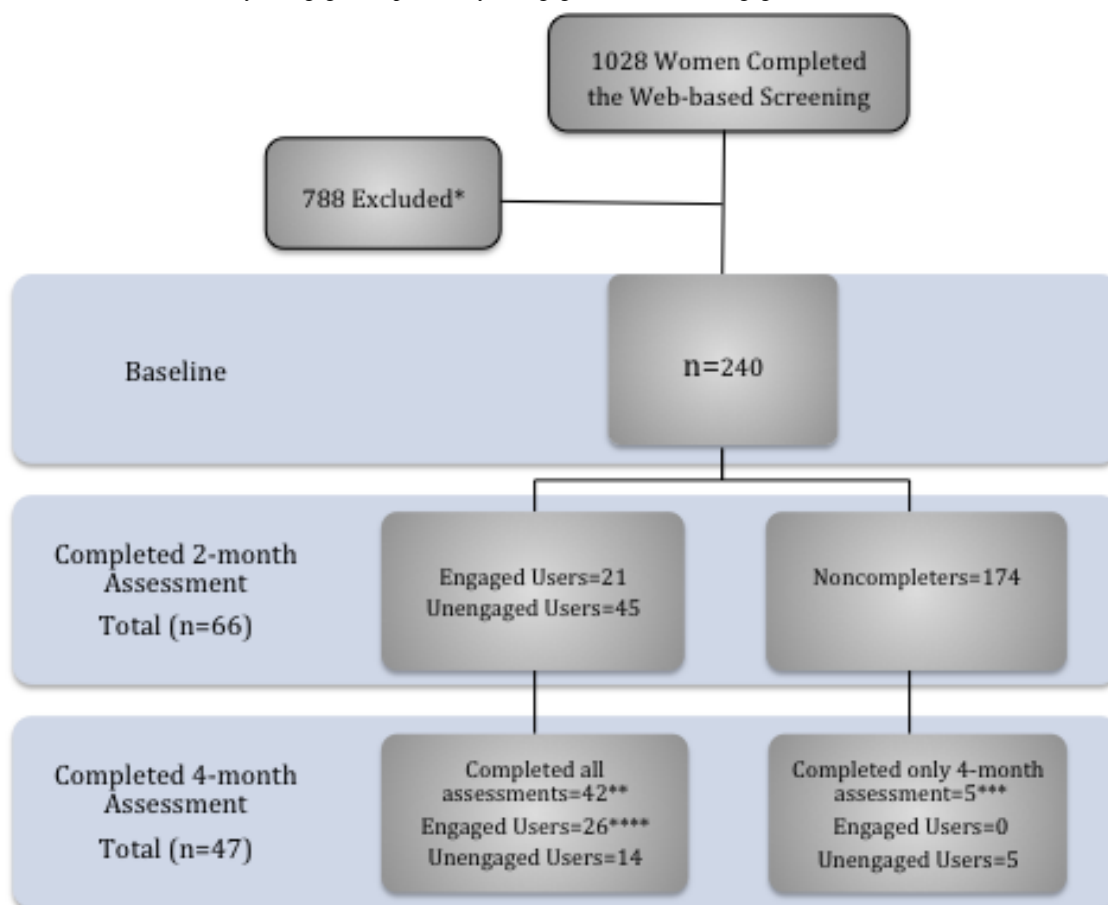 1028 Women Completed
the Web-based Screening
788 Excluded*
Baseline
n=240
Completed 2-month
Assessment
Total (n=66)
Engaged Users=21
Unengaged Users=45
Noncompleters=174
Completed 4-month
Assessment
Total (n=47)
Completed all
assessments=42**
Engaged Users=26****
Unengaged Users=14
Completed only 4-month
assessment=5***
Engaged Users=0
Unengaged Users=5